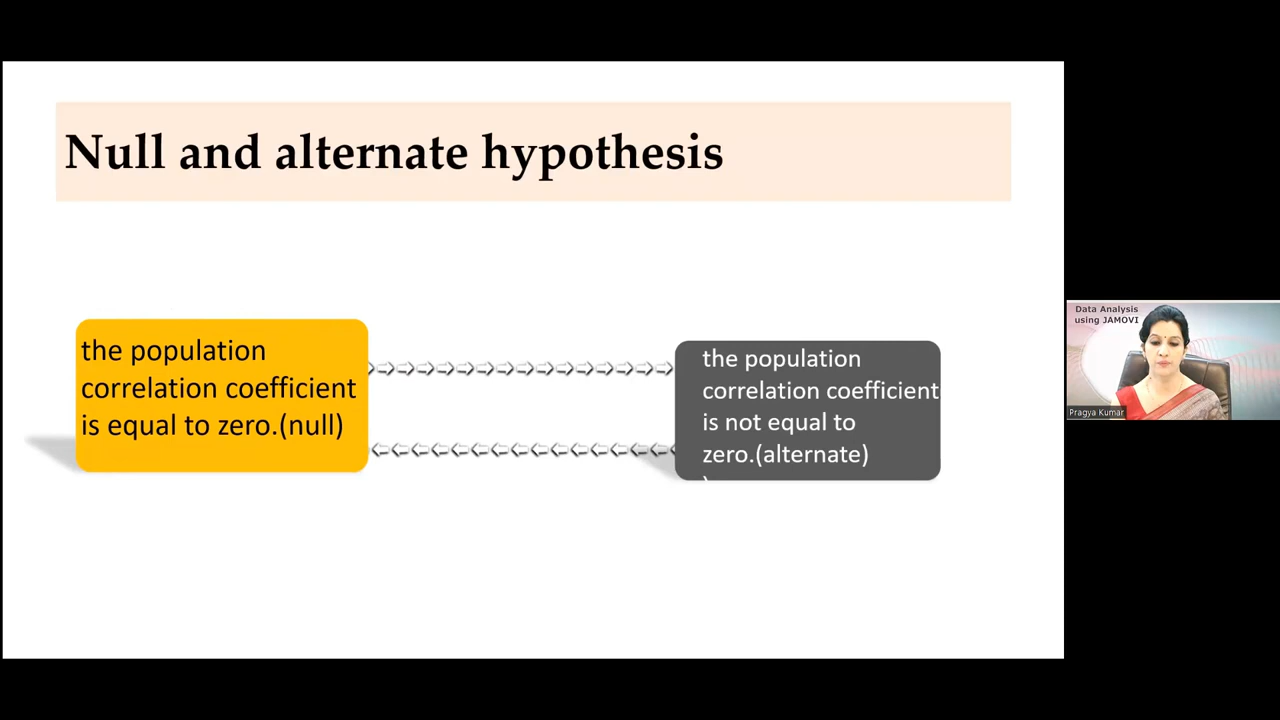 Null and alternate hypothesis
the population
correlation coefficient
is equal to zero.(null)
the population
correlation coefficient
is not equal to
zero.(alternate)
)
Data Analysis
using JAMOVI
Pragya Kumar